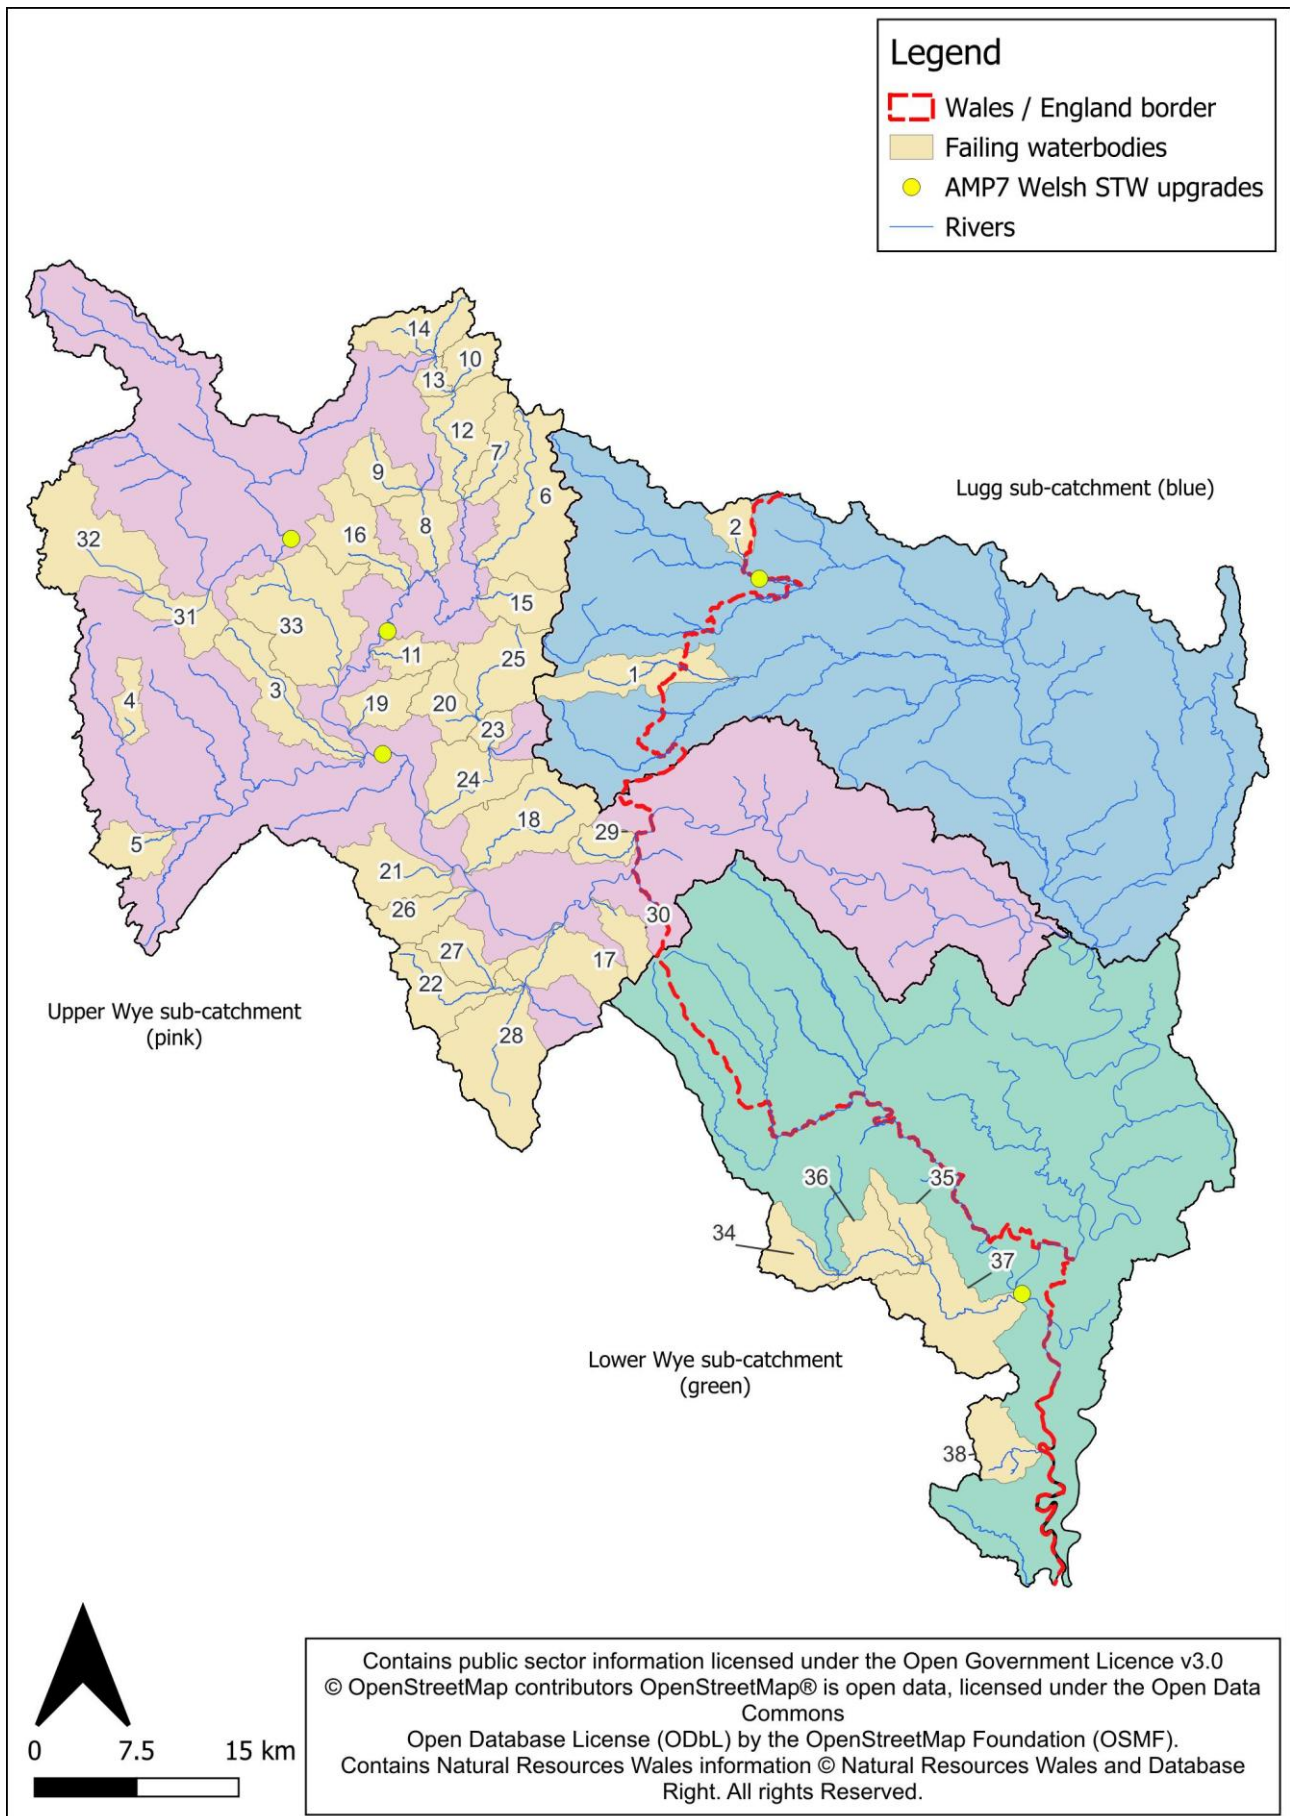 Legend
Wales / England border
Failing waterbodies
AMP7 Welsh STW upgrades
Rivers
14
10
13
12
7
6
9
8
16
2
Lugg sub-catchment (blue)
32
31
33
15
11
25
1
3
4
19
20
23
24
18
29
5
21
26
30
27
17
22
28
Upper Wye sub-catchment
(pink)
36
35
34
37
Lower Wye sub-catchment
(green)
38
0 7.5 15 km
Contains public sector information licensed under the Open Government Licence v3.0
© OpenStreetMap contributors OpenStreetMap® is open data, licensed under the Open Data
Commons
Open Database License (ODbL) by the OpenStreetMap Foundation (OSMF).
Contains Natural Resources Wales information © Natural Resources Wales and Database
Right. All rights Reserved.